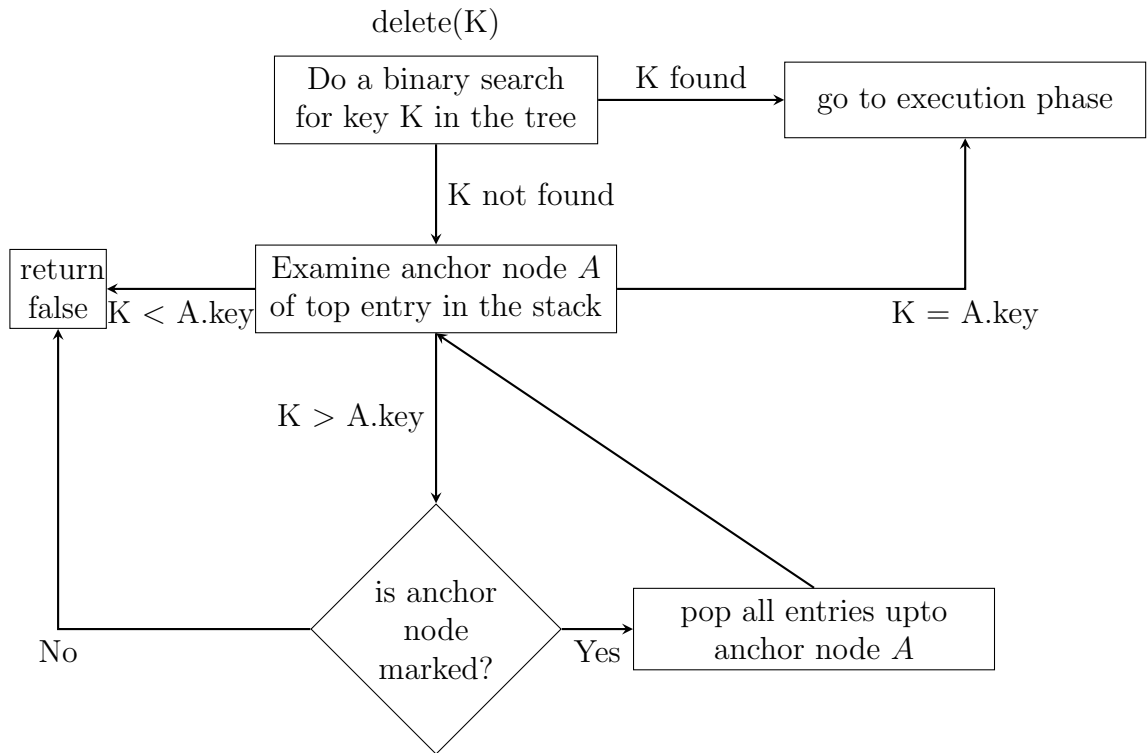 delete(K)
Do a binary search
for key K in the tree
K found
go to execution phase
K not found
return
false
K < A.key
Examine anchor node A
of top entry in the stack
K = A.key
K > A.key
is anchor
node
marked?
No
Yes
pop all entries upto
anchor node A